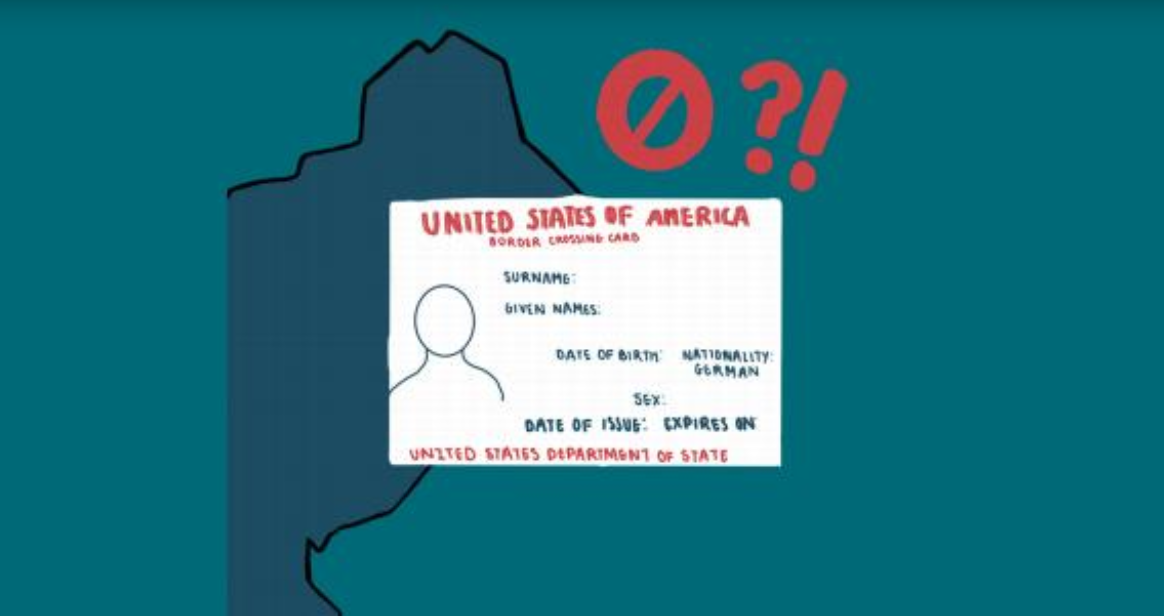 ?!
UNITED STATES OF AMERICA
BORDER CROSSING CARD
SURNAME:
GIVEN NAMES:
DATE OF BIRTH: NATIONALITY:
GERMAN
SEX:
DATE OF ISSUE: EXPIRES ON
UNITED STATES DEPARTMENT OF STATE